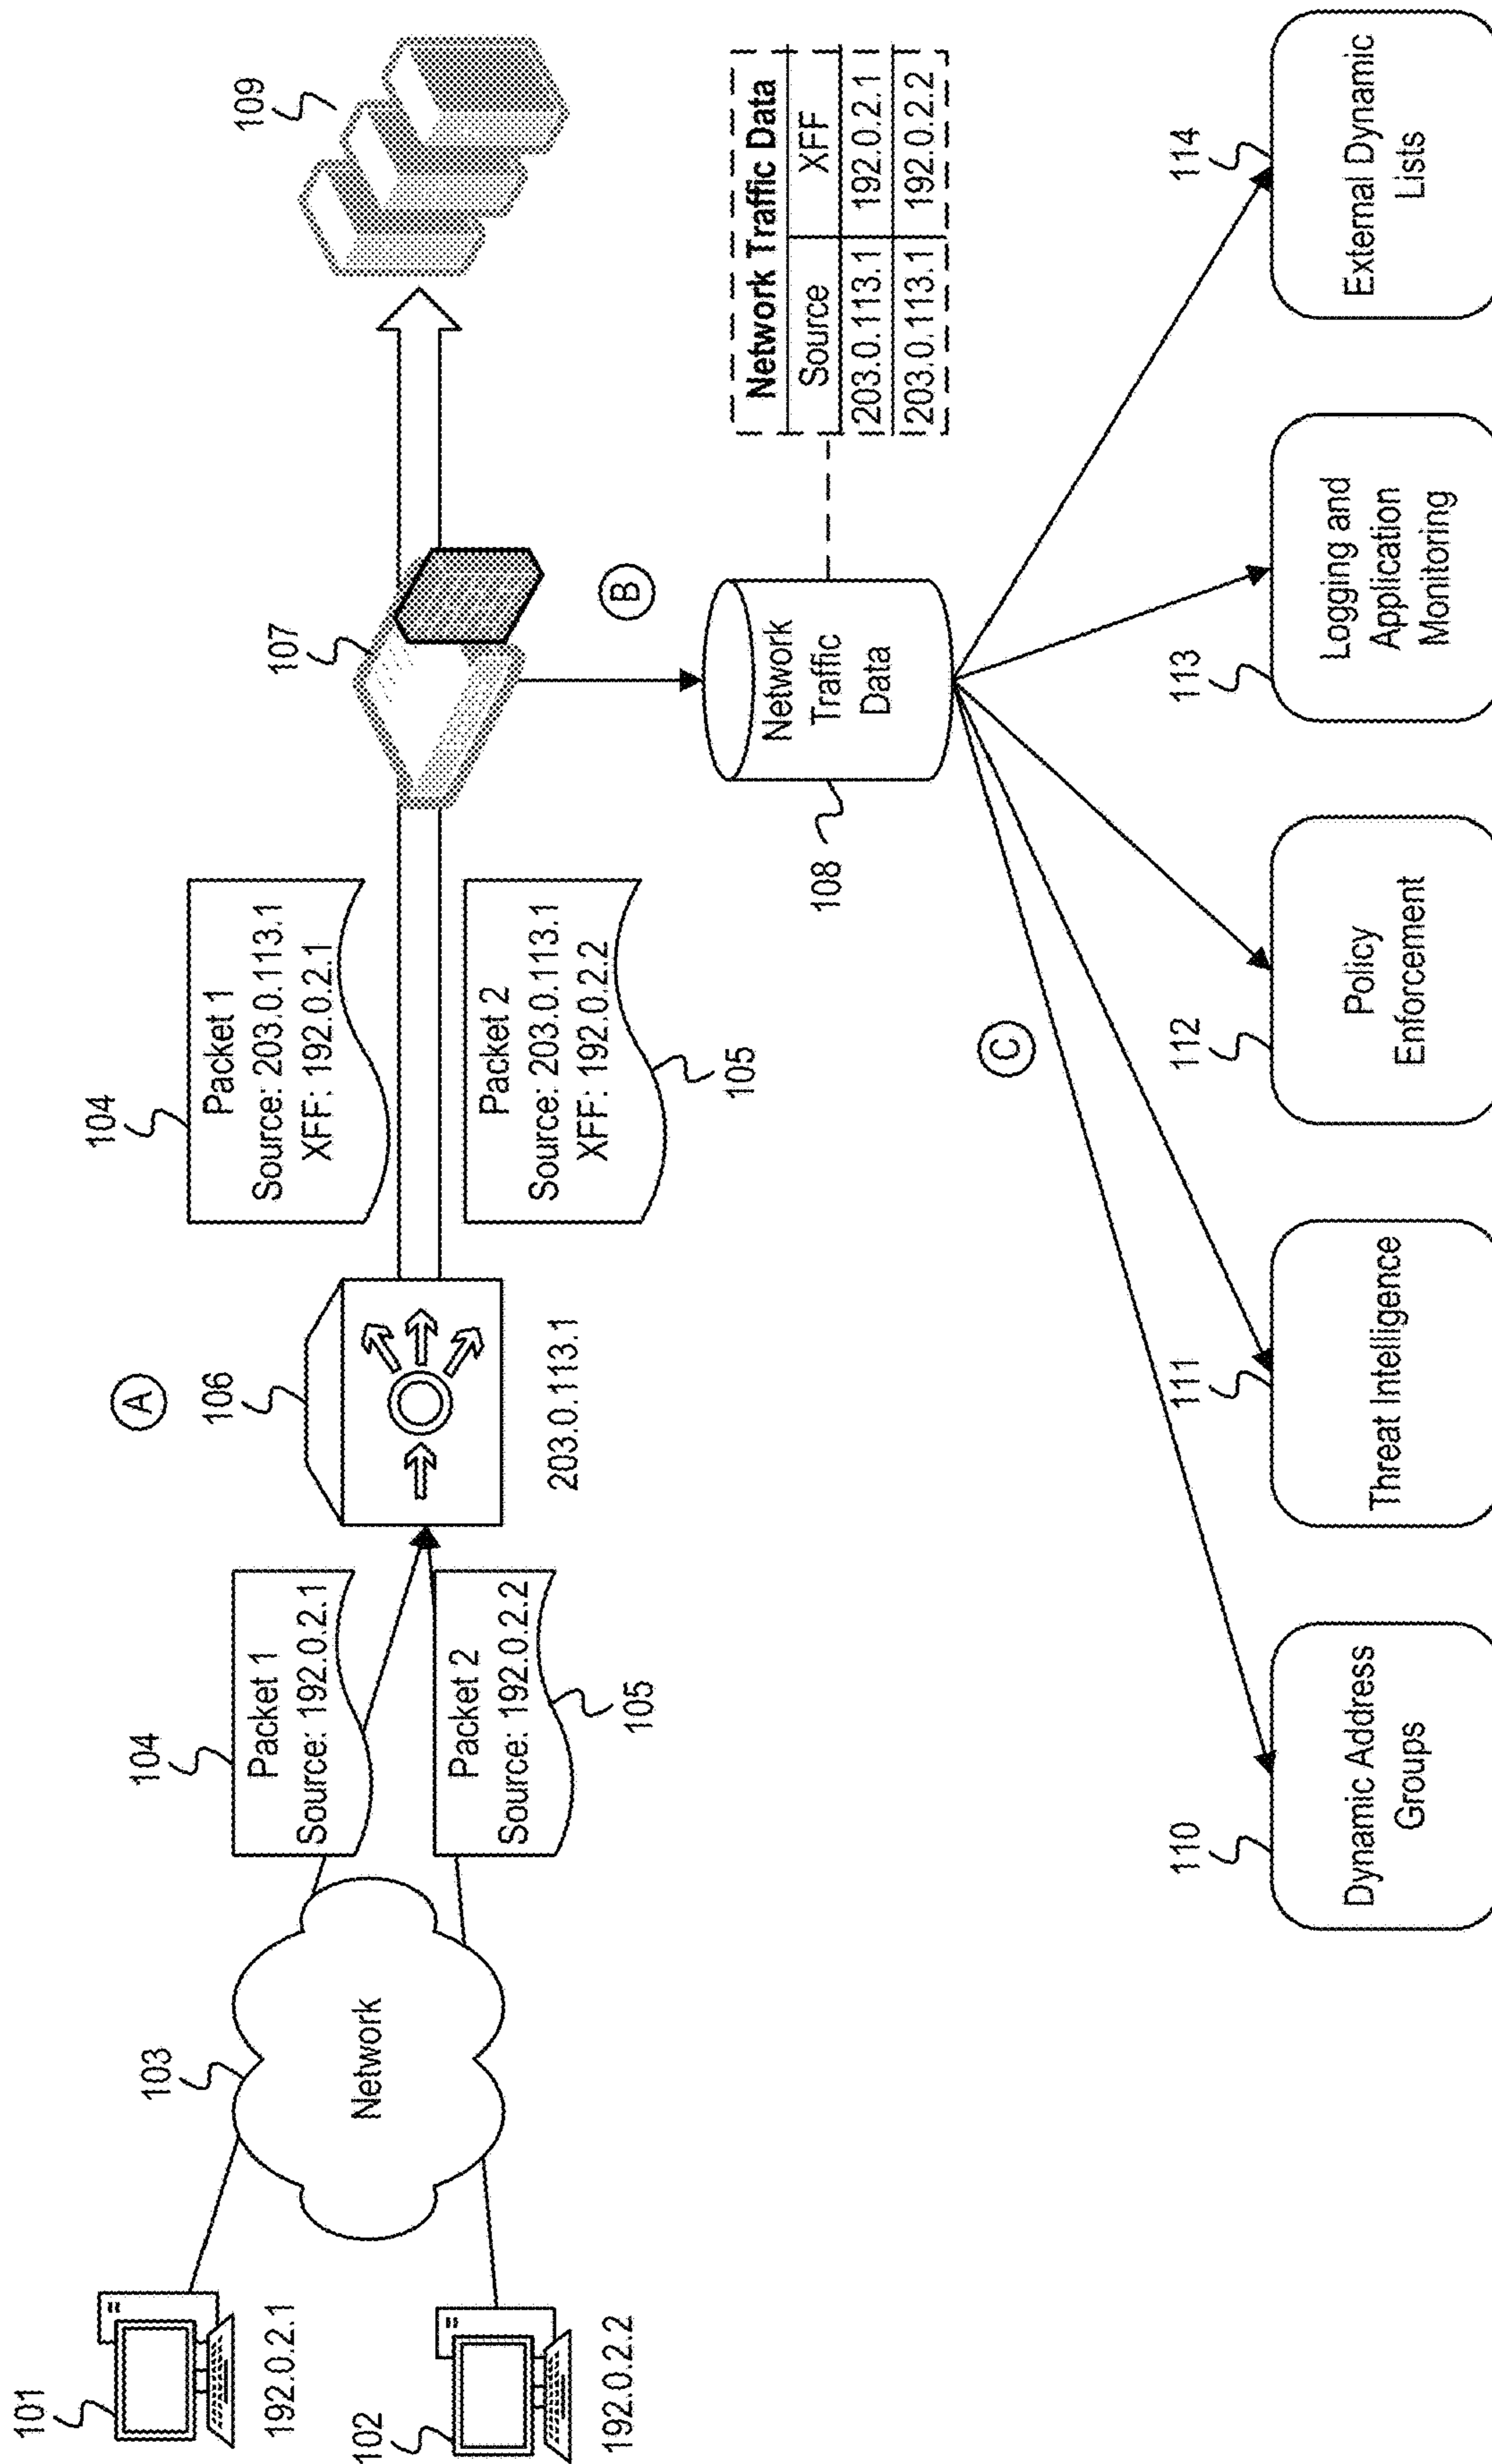 101
192.0.2.1
102
192.0.2.2
103
Network
104
Packet 1
Source: 192.0.2.1
Packet 2
Source: 192.0.2.2
105
A
106
203.0.113.1
104
Packet 1
Source: 203.0.113.1
XFF: 192.0.2.1
Packet 2
Source: 203.0.113.1
XFF: 192.0.2.2
105
107
109
B
Network
Traffic
Data
108
Network Traffic Data
Source XFF
203.0.113.1 192.0.2.1
203.0.113.1 192.0.2.2
C
110
Dynamic Address
Groups
111
Threat Intelligence
112
Policy
Enforcement
113
Logging and
Application
Monitoring
114
External Dynamic
Lists